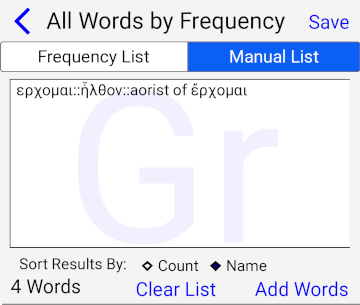 All Words by Frequency
Save
Frequency List
Manual List
ερχομαι::ἦλθον::aorist of ἔρχομαι
Gr
Sort Results By:
Count
Name
4 Words
Clear List
Add Words